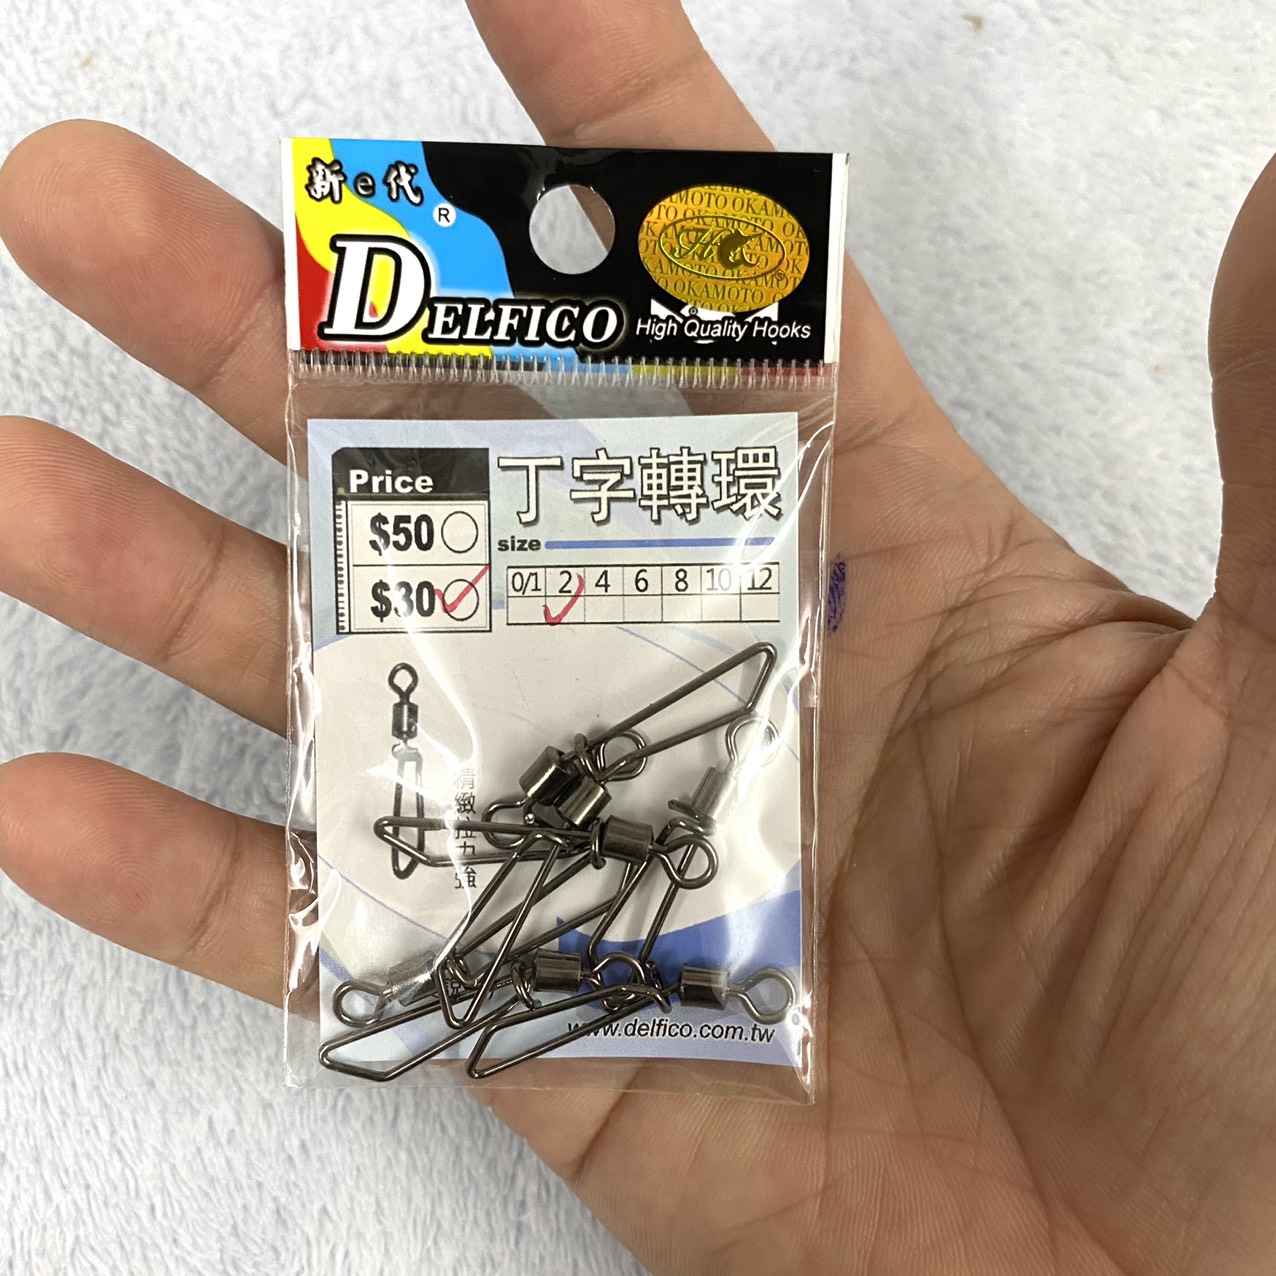 新e代
®
DELFICO
OKAMOTO
High Quality Hooks
Price
$50
$30
丁字轉環
size
0/1 2 4 6 8 10 12
精緻拉力強
www.delfico.com.tw